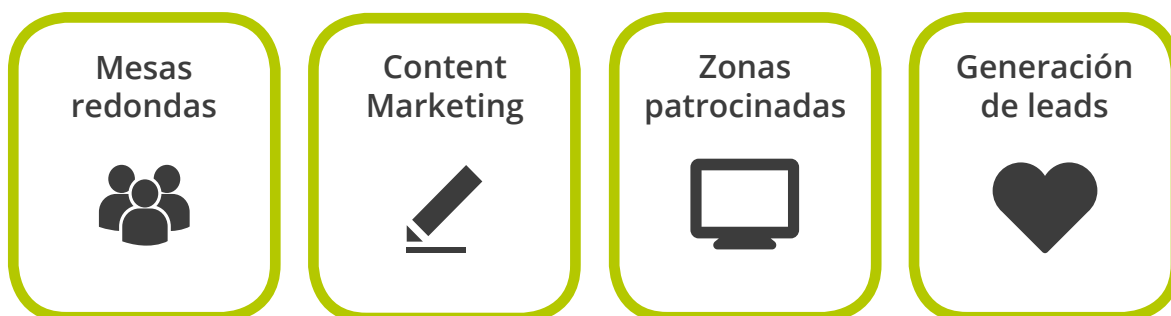 Mesas
redondas
Content
Marketing
Zonas
patrocinadas
Generación
de leads